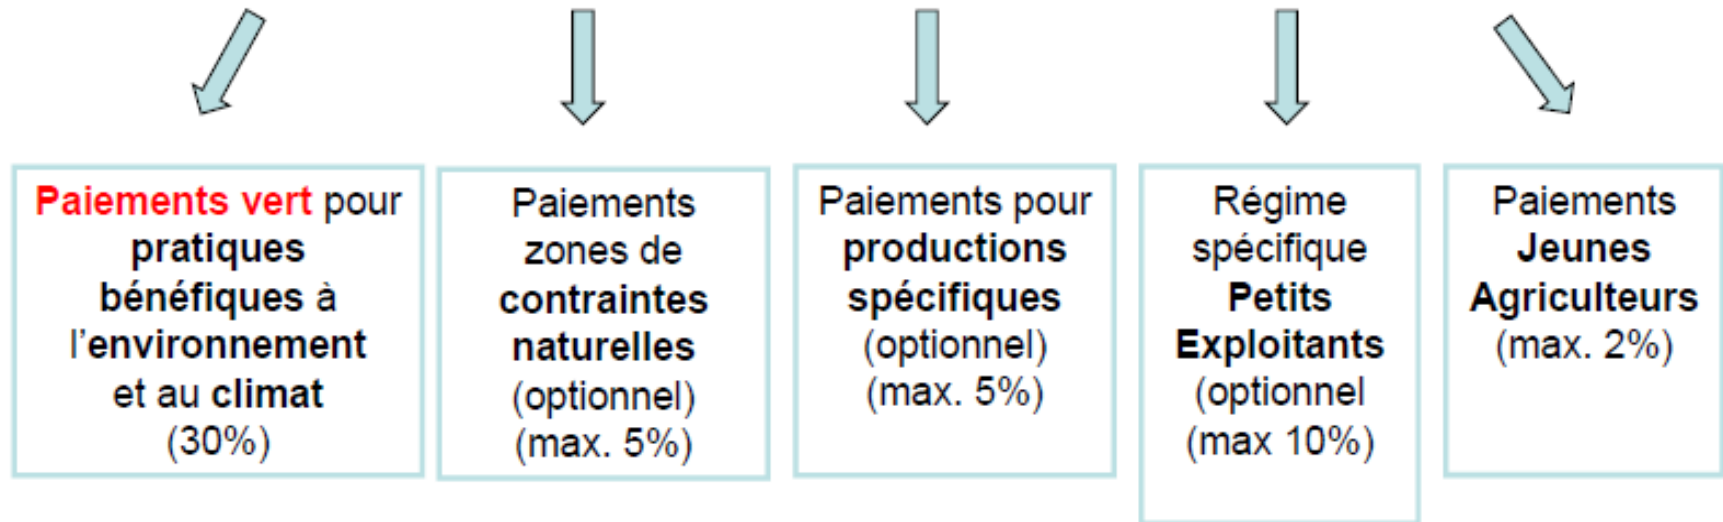 Paiements vert pour
pratiques
bénéfiques à
l'environnement
et au climat
(30%)
Paiements
zones de
contraintes
naturelles
(optionnel)
(max. 5%)
Paiements pour
productions
spécifiques
(optionnel)
(max. 5%)
Régime
spécifique
Petits
Exploitants
(optionnel
(max 10%)
Paiements
Jeunes
Agriculteurs
(max. 2%)